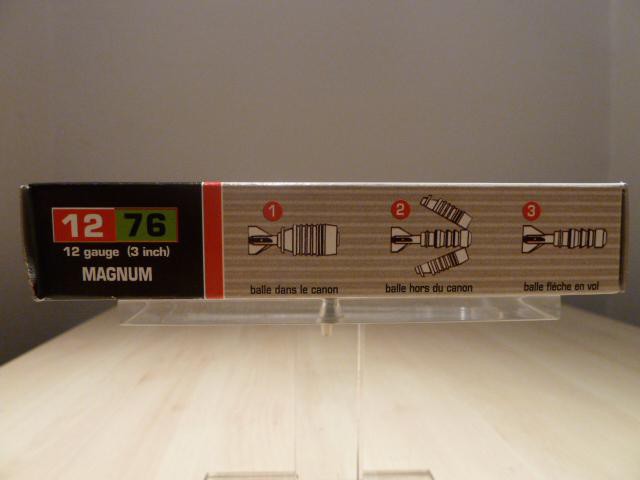 12 76
12 gauge (3 inch)
MAGNUM
1
balle dans le canon
2
balle hors du canon
3
balle flèche en vol